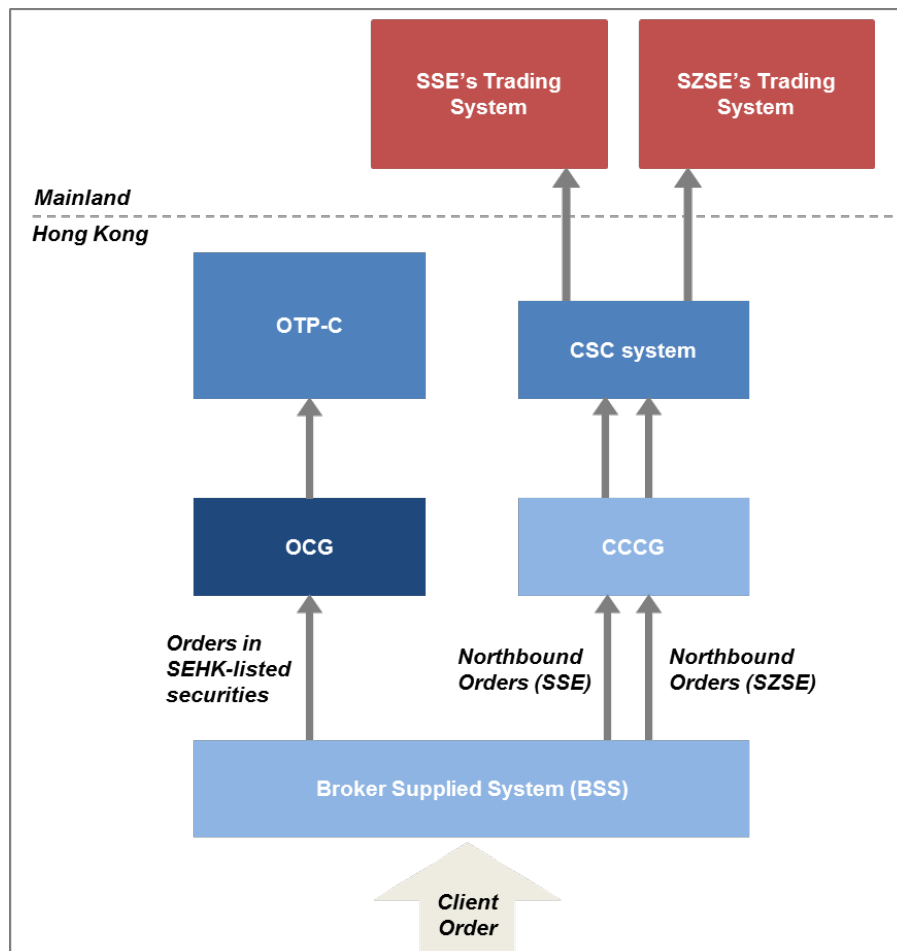 SSE's Trading
System
SZSE's Trading
System
Mainland
Hong Kong
OTP-C
CSC system
OCG
CCCG
Orders in
SEHK-listed
securities
Northbound
Orders (SSE)
Northbound
Orders (SZSE)
Broker Supplied System (BSS)
Client
Order